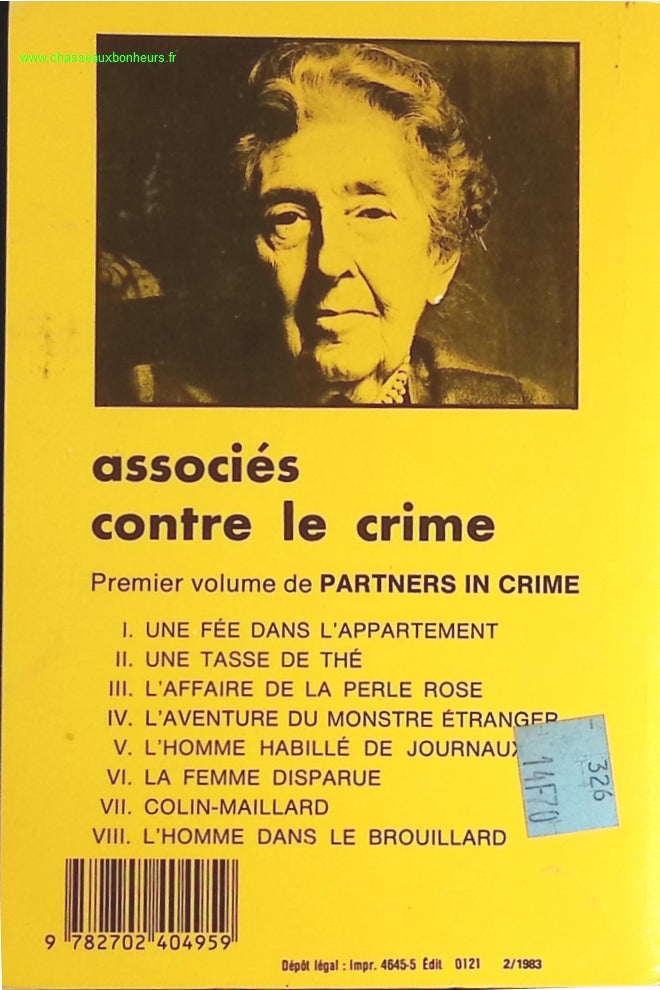 www.chasseauxbonheurs.fr
associés
contre le crime
Premier volume de PARTNERS IN CRIME
I. UNE FÉE DANS L'APPARTEMENT
II. UNE TASSE DE THÉ
III. L'AFFAIRE DE LA PERLE ROSE
IV. L'AVENTURE DU MONSTRE ÉTRANGER
V. L'HOMME HABILLÉ DE JOURNAUX
VI. LA FEMME DISPARUE
VII. COLIN-MAILLARD
VIII. L'HOMME DANS LE BROUILLARD
326
14F70
9 782702 404959
Dépôt légal : Impr. 4645-5 Édit 0121 2/1983